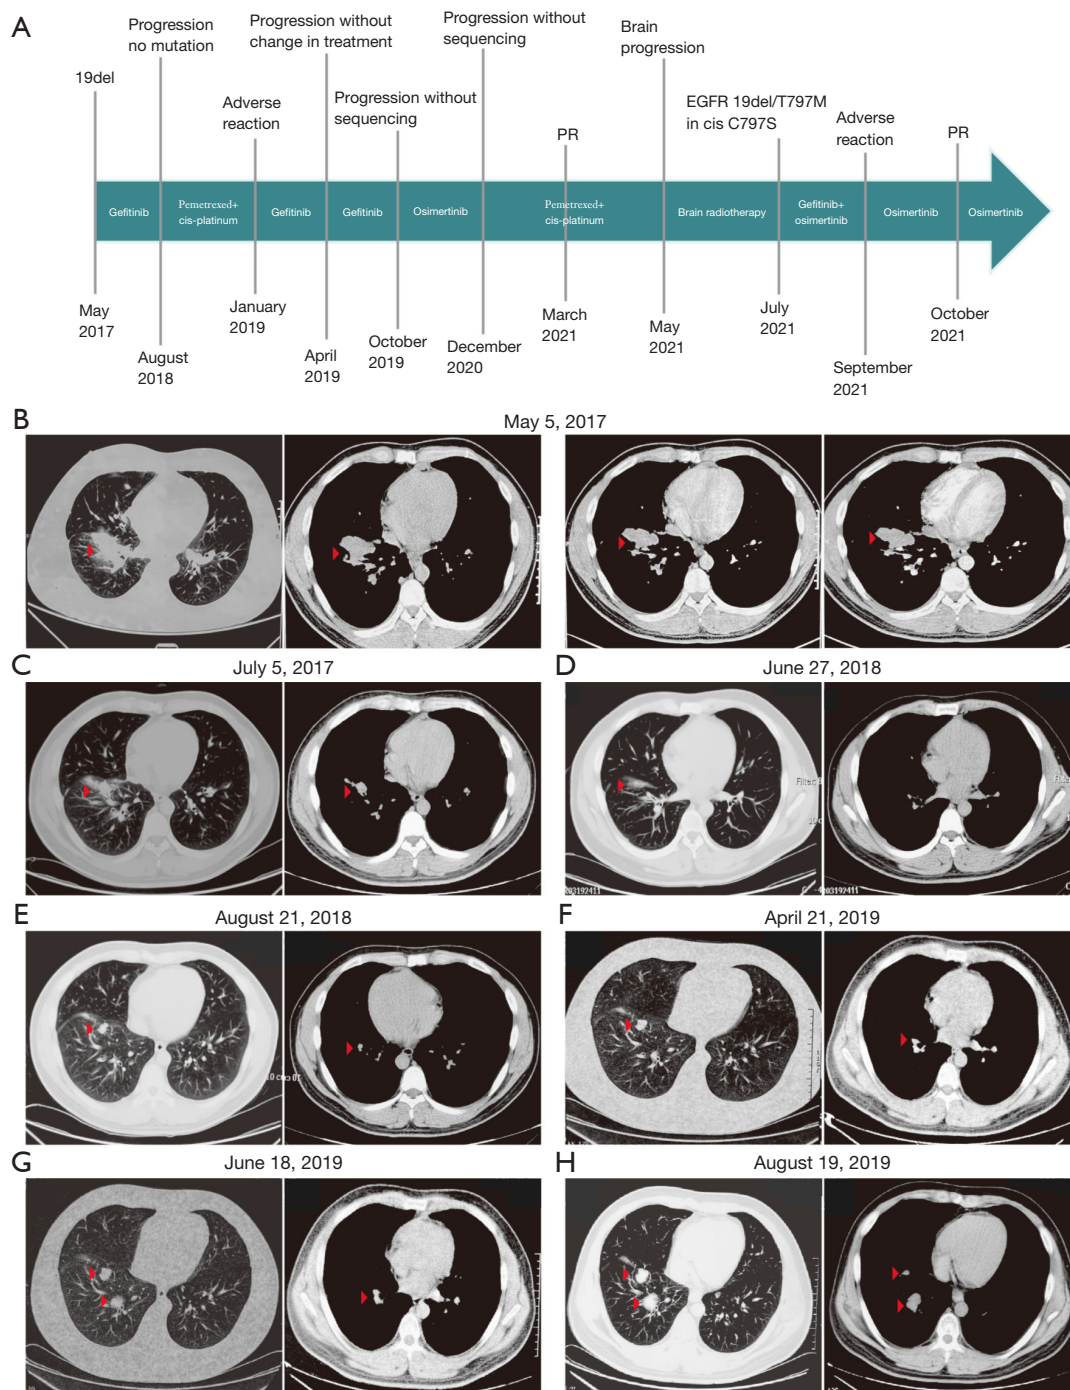 A
Progression
no mutation
Progression without
change in treatment
Progression without
sequencing
Brain
progression
19del
Adverse
reaction
Progression without
sequencing
PR
EGFR 19del/T797M
in cis C797S
Adverse
reaction
PR
Gefitinib
Pemetrexed+
cis-platinum
Gefitinib
Gefitinib
Osimertinib
Pemetrexed+
cis-platinum
Brain radiotherapy
Gefitinib+
osimertinib
Osimertinib
Osimertinib
May
2017
August
2018
January
2019
April
2019
October
2019
December
2020
March
2021
May
2021
July
2021
September
2021
October
2021
B
May 5, 2017
C
July 5, 2017
D
June 27, 2018
203192411
203192411
E
August 21, 2018
F
April 21, 2019
G
June 18, 2019
H
August 19, 2019